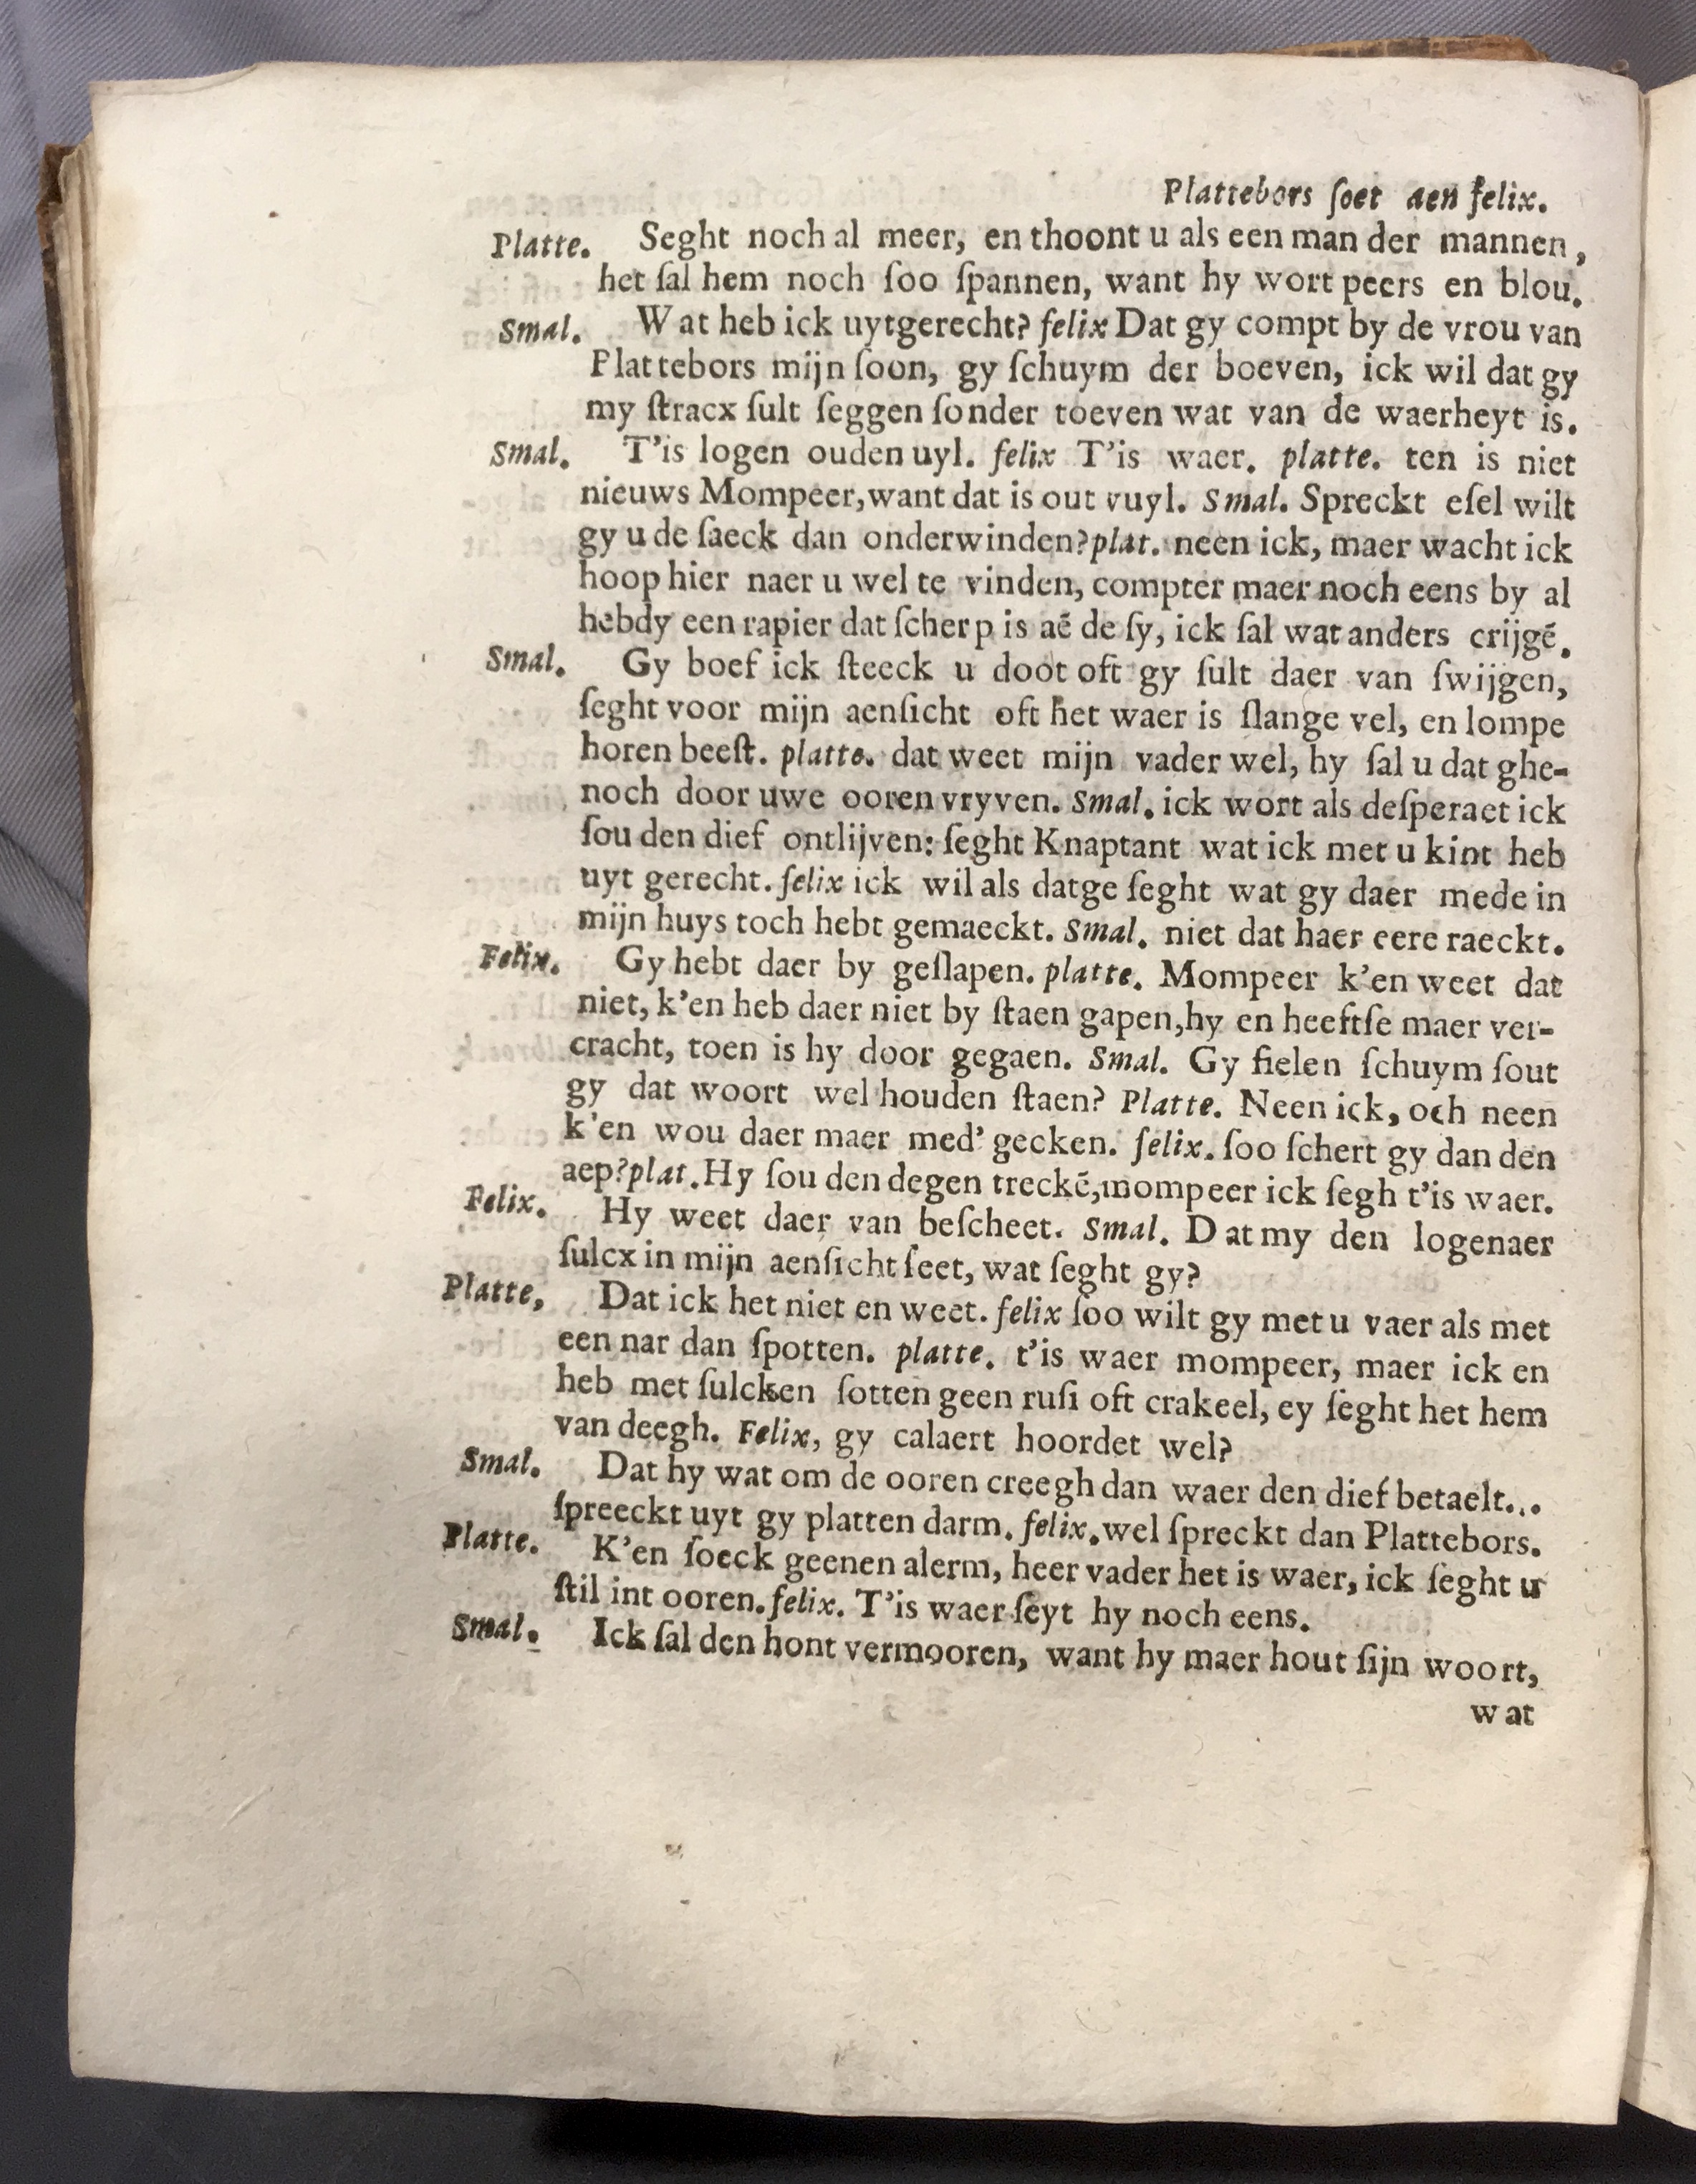 Plattebors ſoet aen felix.
Platte. Seght noch al meer, en thoont u als een man der mannen,
het ſal hem noch ſoo ſpannen, want hy wort peers en blou.
Smal. Wat heb ick uytgerecht? felix Dat gy compt by de vrou van
Plattebors mijn ſoon, gy ſchuym der boeven, ick wil dat gy
my ſtracx ſult ſeggen ſonder toeven wat van de waerheyt is.
Smal. T'is logen ouden uyl. felix T'is waer. platte. ten is niet
nieuws Mompeer, want dat is out vuyl. Smal. Spreckt eſel wilt
gy u de ſaeck dan onderwinden? plat. neen ick, maer wacht ick
hoop hier naer u wel te vinden, compter maer noch eens by al
hebdy een rapier dat ſcherp is aē de ſy, ick ſal wat anders crijgē.
Smal. Gy boef ick ſteeck u doot oft gy ſult daer van ſwijgen,
ſeght voor mijn aenſicht oft het waer is ſlange vel, en lompe
horen beeſt. platte. dat weet mijn vader wel, hy ſal u dat ghe-
noch door uwe ooren vryven. Smal. ick wort als deſperaet ick
ſou den dief ontlijven: ſeght Knaptant wat ick met u kint heb
uyt gerecht. felix ick wil als datge ſeght wat gy daer mede in
mijn huys toch hebt gemaeckt. Smal. niet dat haer eere raeckt.
Felix. Gy hebt daer by geſlapen. platte. Mompeer k'en weet dat
niet, k'en heb daer niet by ſtaen gapen, hy en heeftſe maer ver-
cracht, toen is hy door gegaen. Smal. Gy fielen ſchuym ſout
gy dat woort wel houden ſtaen? Platte. Neen ick, och neen
k'en wou daer maer med' gecken. felix. ſoo ſchert gy dan den
aep? plat. Hy ſou den degen treckē, mompeer ick ſegh t'is waer.
Felix. Hy weet daer van beſcheet. Smal. Dat my den logenaer
ſulcx in mijn aenſicht ſeet, wat ſeght gy?
Platte, Dat ick het niet en weet. felix ſoo wilt gy met u vaer als met
een nar dan ſpotten. platte. t'is waer mompeer, maer ick en
heb met ſulcken ſotten geen ruſi oft crakeel, ey ſeght het hem
van deegh. Felix, gy calaert hoordet wel?
Smal. Dat hy wat om de ooren creegh dan waer den dief betaelt...
ſpreeckt uyt gy platten darm. felix. wel ſpreckt dan Plattebors.
Platte. K'en ſoeck geenen alerm, heer vader het is waer, ick ſeght u
ſtil int ooren. felix. T'is waer ſeyt hy noch eens.
Smal. Ick ſal den hont vermooren, want hy maer hout ſijn woort,
wat